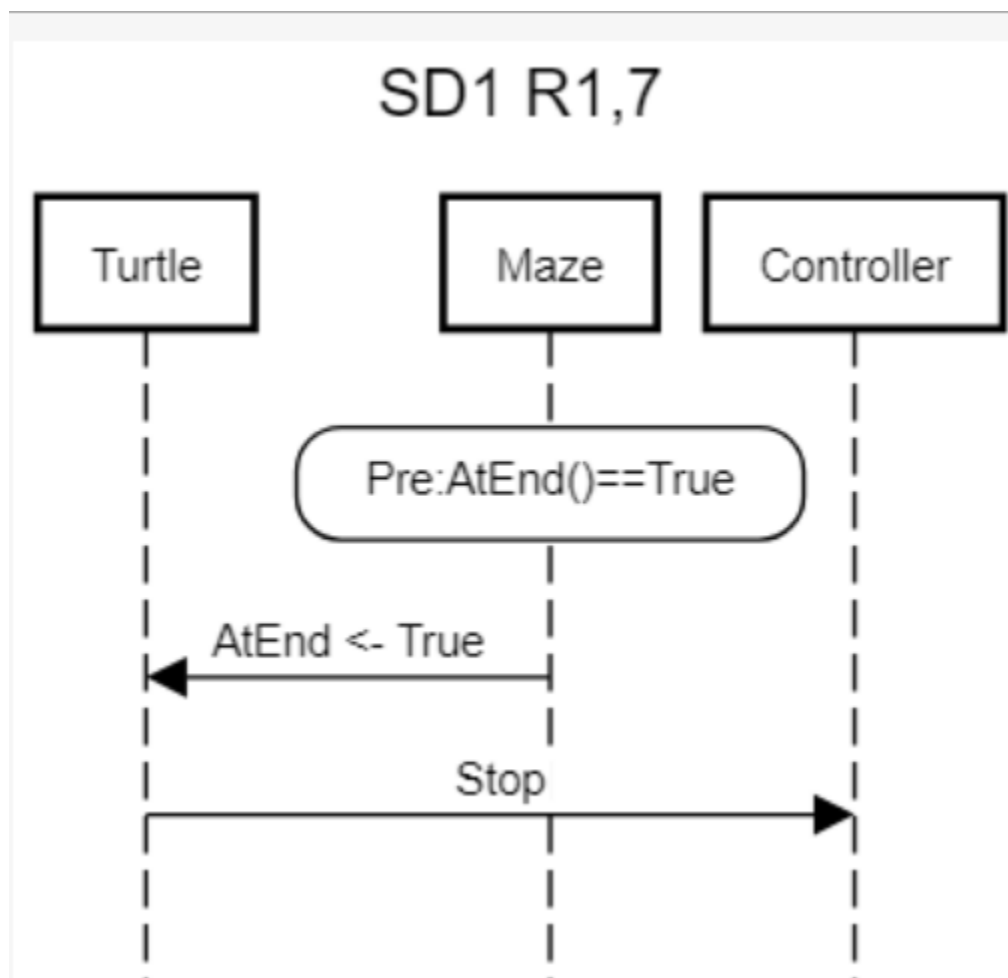 SD1 R1,7
Turtle
Maze
Controller
Pre:AtEnd()==True
AtEnd <- True
Stop